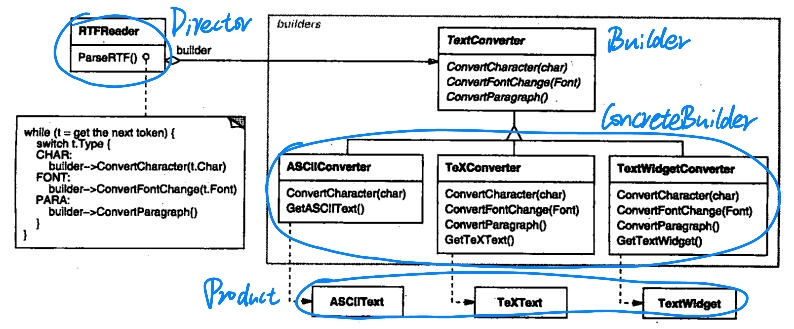 Director
RTFReader
ParseRTF()
builder
while (t = get the next token) {
switch t.Type {
CHAR:
builder->ConvertCharacter(t.Char)
FONT:
builder->ConvertFontChange(t.Font)
PARA:
builder->ConvertParagraph()
}
}
builders
TextConverter
ConvertCharacter(char)
ConvertFontChange(Font)
ConvertParagraph()
Builder
ConcreteBuilder
ASCIIConverter
ConvertCharacter(char)
GetASCIIText()
TeXConverter
ConvertCharacter(char)
ConvertFontChange(Font)
ConvertParagraph()
GetTeXText()
TextWidgetConverter
ConvertCharacter(char)
ConvertFontChange(Font)
ConvertParagraph()
GetTextWidget()
Product
ASCIIText
TeXText
TextWidget